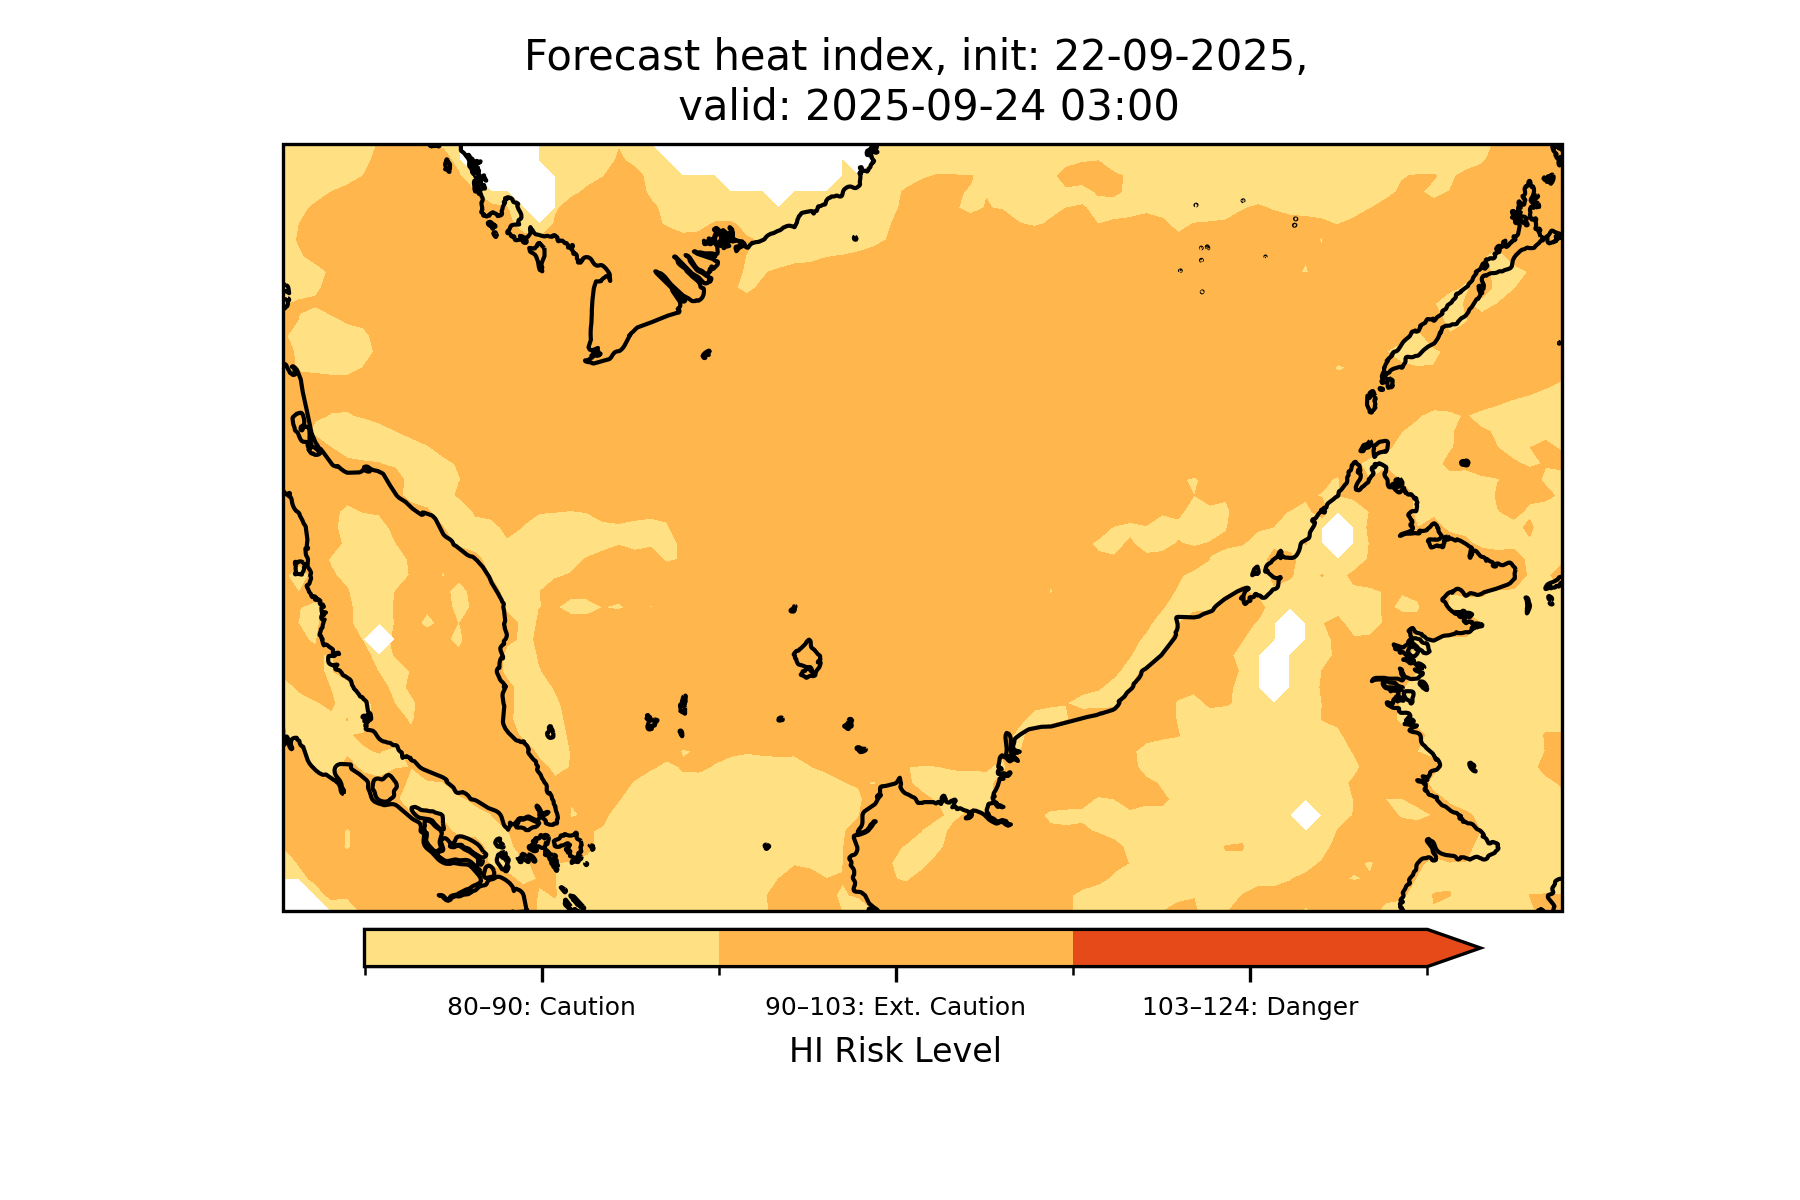 Forecast heat index, init: 22-09-2025,
valid: 2025-09-24 03:00
80–90: Caution
90–103: Ext. Caution
103–124: Danger
HI Risk Level